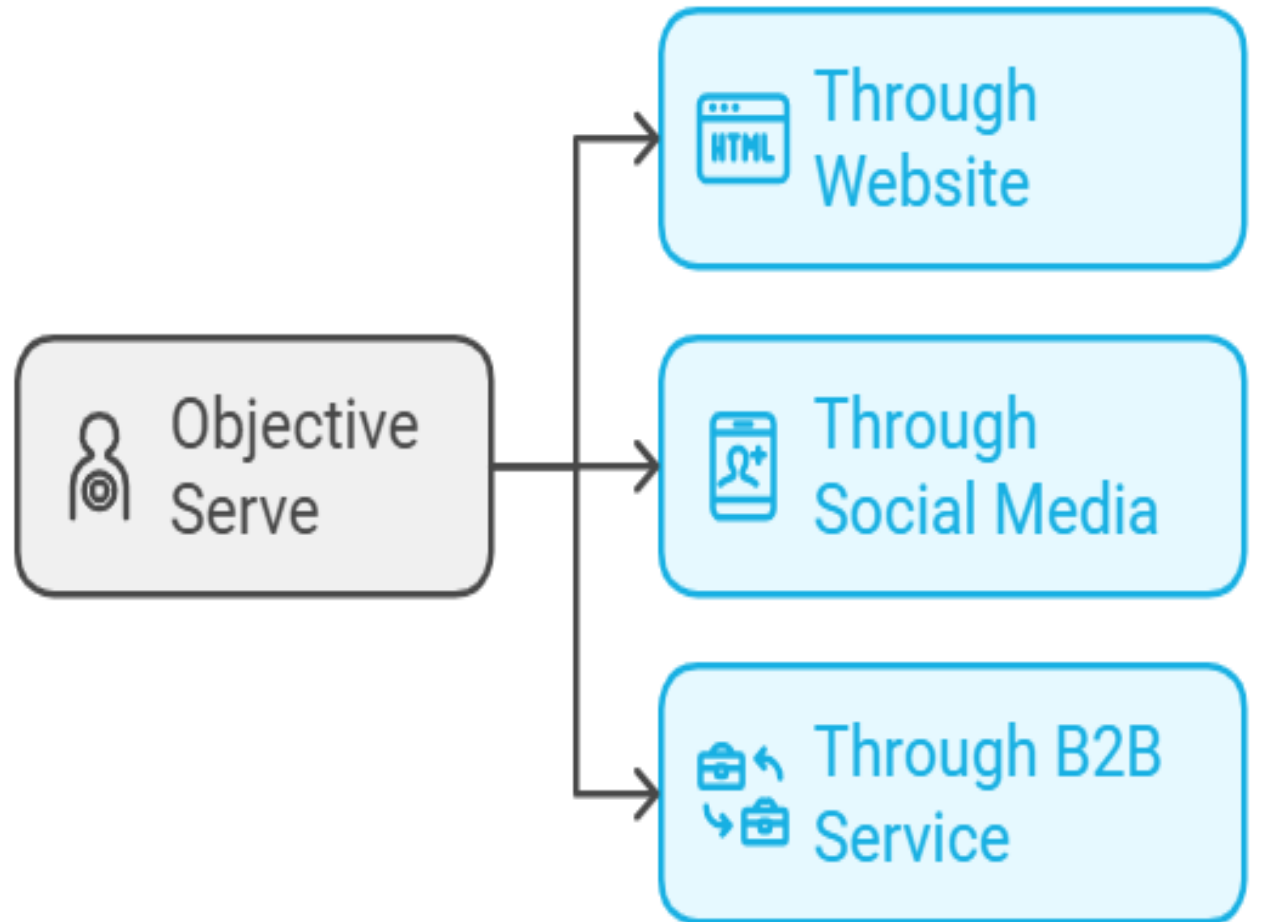 Objective
Serve
HTML
Through
Website
Through
Social Media
Through B2B
Service